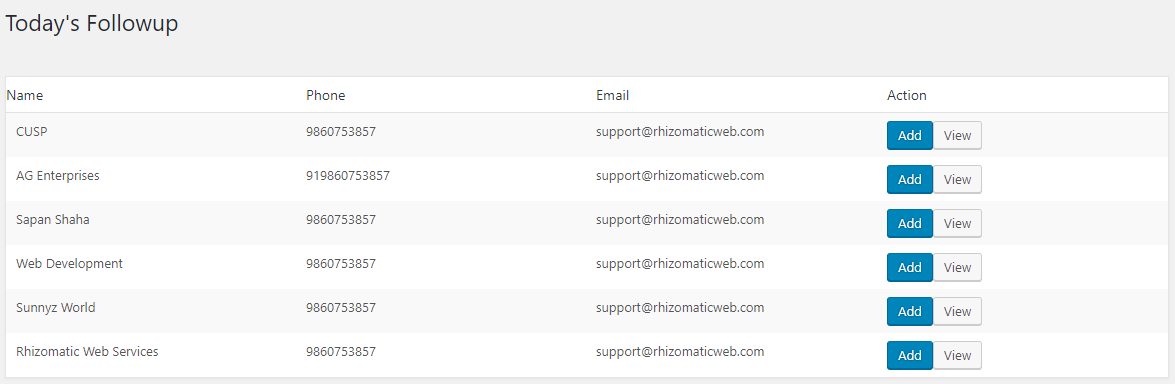 Today's Followup
Name Phone Email Action
CUSP 9860753857 support@rhizomaticweb.com Add View
AG Enterprises 919860753857 support@rhizomaticweb.com Add View
Sapan Shaha 9860753857 support@rhizomaticweb.com Add View
Web Development 9860753857 support@rhizomaticweb.com Add View
Sunnyz World 9860753857 support@rhizomaticweb.com Add View
Rhizomatic Web Services 9860753857 support@rhizomaticweb.com Add View